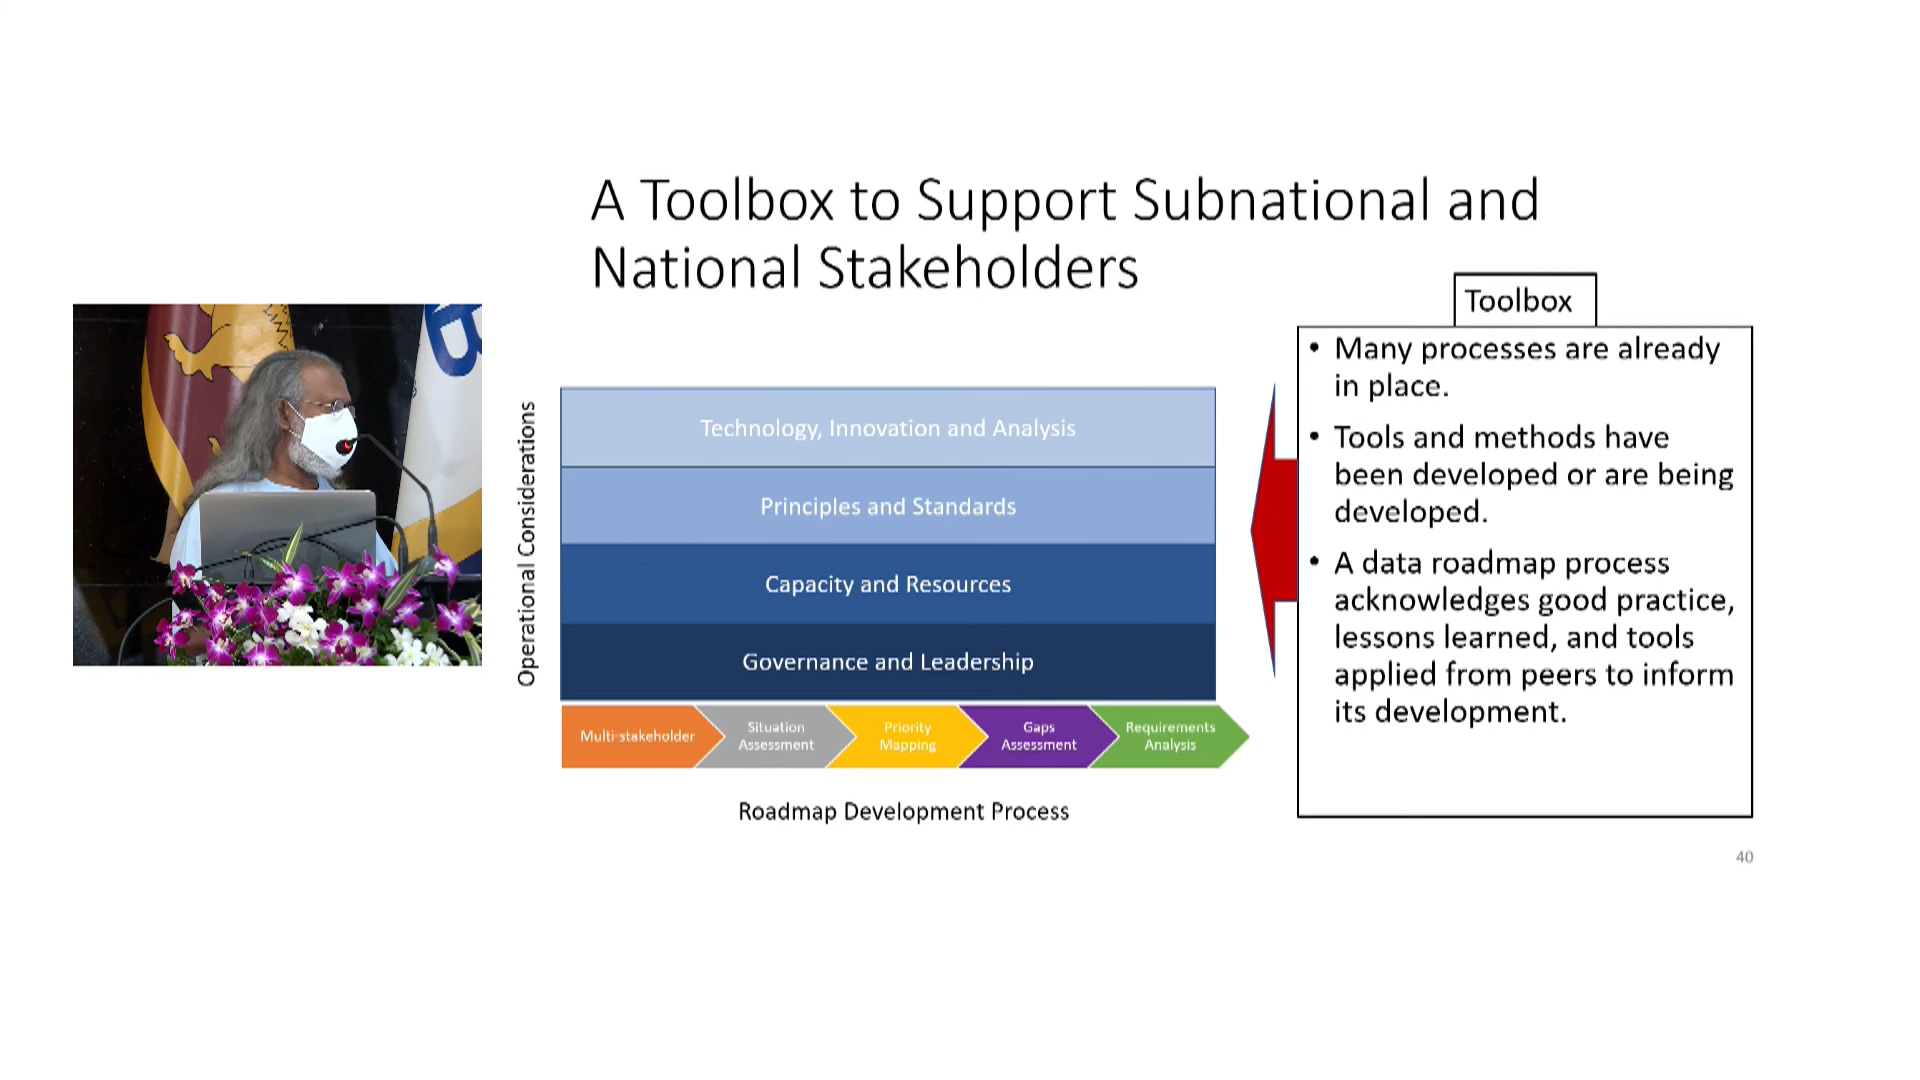 A Toolbox to Support Subnational and
National Stakeholders
Toolbox
• Many processes are already
in place.
• Tools and methods have
been developed or are being
developed.
• A data roadmap process
acknowledges good practice,
lessons learned, and tools
applied from peers to inform
its development.
Operational Considerations
Technology, Innovation and Analysis
Principles and Standards
Capacity and Resources
Governance and Leadership
Multi-stakeholder
Situation
Assessment
Priority
Mapping
Gaps
Assessment
Requirements
Analysis
Roadmap Development Process
40
B